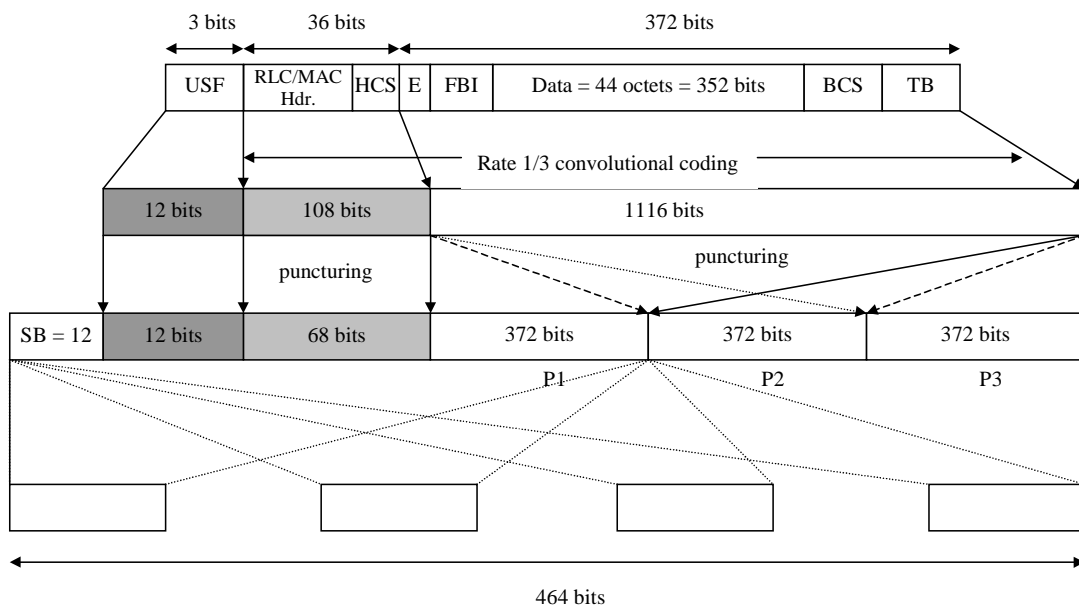 3 bits 36 bits 372 bits
USF RLC/MAC Hdr. HCS E FBI Data = 44 octets = 352 bits BCS TB
Rate 1/3 convolutional coding
12 bits 108 bits 1116 bits
puncturing puncturing
SB = 12 12 bits 68 bits 372 bits 372 bits 372 bits
P1 P2 P3
464 bits